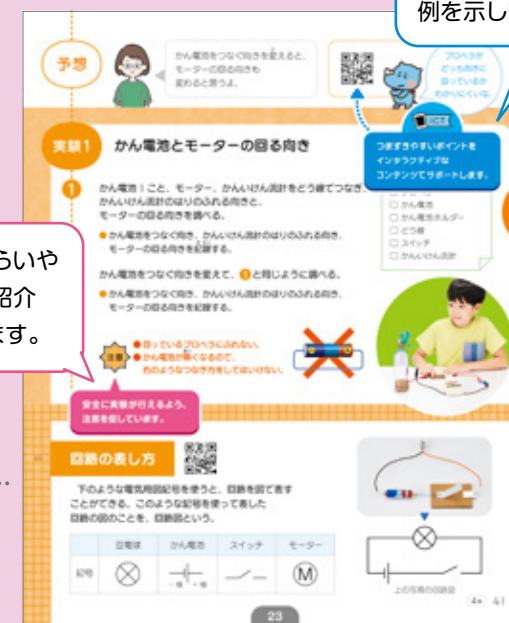 例を示し
予想
かん電池をつなぐ向きを変えると、
モーターの回る向きも
変わると思うよ。
プロペラが
どっち向きに
回っているか
わかりにくいな。
つまずきやすいポイントを
インタラクティブな
コンテンツでサポートします。
実験1
かん電池とモーターの回る向き
1
かん電池1こと、モーター、かんいけん流計をどう線でつなぎ、
かんいけん流計のはりのふれる向きと、
モーターの回る向きを調べる。
●かん電池をつなぐ向き、かんいけん流計のはりのふれる向き、
モーターの回る向きを記録する。
かん電池をつなぐ向きを変えて、1と同じように調べる。
●かん電池をつなぐ向き、かんいけん流計のはりのふれる向き、
モーターの回る向きを記録する。
□かん電池
□かん電池ホルダー
□どう線
□スイッチ
□かんいけん流計
らいや
紹介
ます。
注意
●回っているプロペラにふれない。
●かん電池が熱くなるので、
右のようなつなぎ方をしてはいけない。
安全に実験が行えるよう、
注意を促しています。
回路の表し方
下のような電気用図記号を使うと、回路を図で表す
ことができる。このような記号を使って表した
回路の図のことを、回路図という。
豆電球 かん電池 スイッチ モーター
記号
－極 ＋極
M
上の写真の回路図
23
4年 41